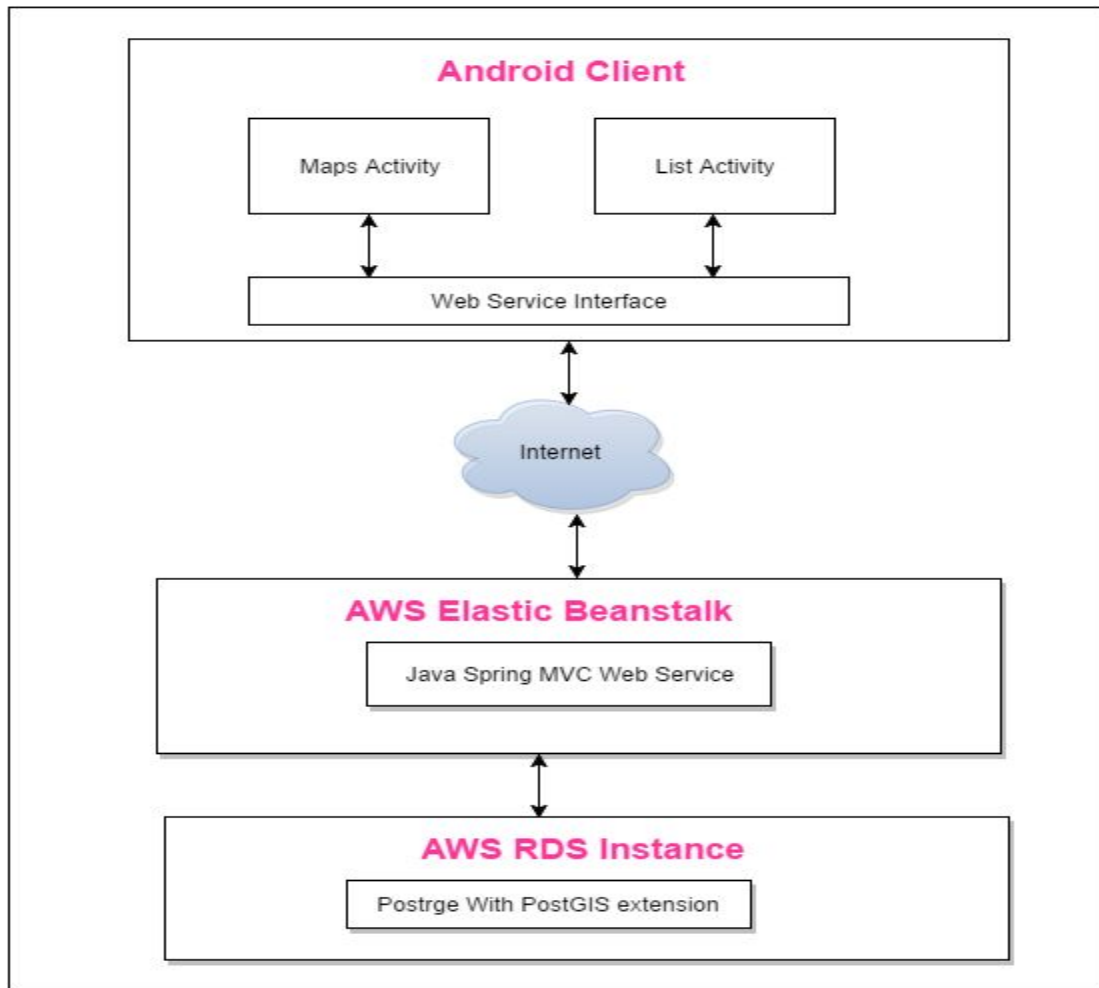 Android Client
Maps Activity
List Activity
Web Service Interface
Internet
AWS Elastic Beanstalk
Java Spring MVC Web Service
AWS RDS Instance
Postrge With PostGIS extension